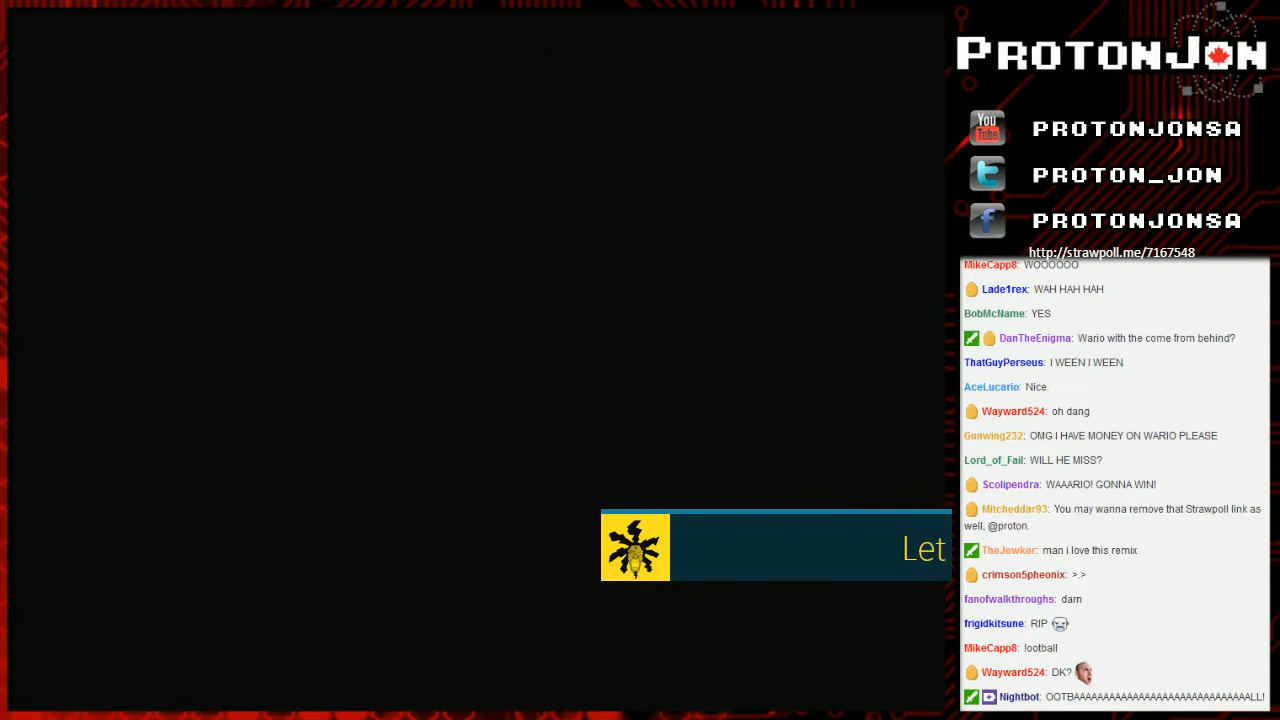 PROTONJON
You Tube PROTONJONSA
PROTON_JON
PROTONJONSA
http://strawpoll.me/7167548
MikeCapp8: WOOOOOO
Lade1rex: WAH HAH HAH
BobMcName: YES
DanTheEnigma: Wario with the come from behind?
ThatGuyPerseus: I WEEN I WEEN
AceLucario: Nice.
Wayward524: oh dang
Gunwing232: OMG I HAVE MONEY ON WARIO PLEASE
Lord_of_Fail: WILL HE MISS?
Scolipendra: WAAARIO! GONNA WIN!
Mitcheddar93: You may wanna remove that Strawpoll link as
well, @proton.
TheJewker: man i love this remix
crimson5pheonix: >.>
fanofwalkthroughs: darn
frigidkitsune: RIP
MikeCapp8: !ootball
Wayward524: DK?
Nightbot: OOTBAAAAAAAAAAAAAAAAAAAAAAAAAAAAAALL!
Let